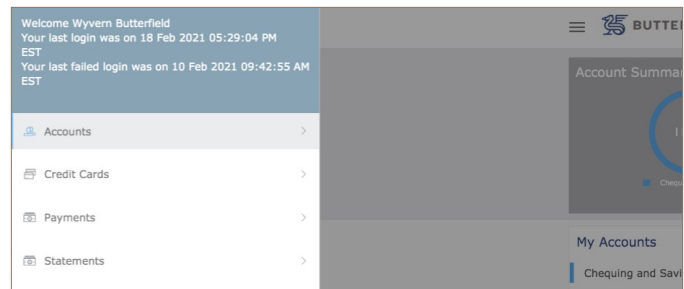 Welcome Wyvern Butterfield
Your last login was on 18 Feb 2021 05:29:04 PM
EST
Your last failed login was on 10 Feb 2021 09:42:55 AM
EST
Accounts
Credit Cards
Payments
Statements
Account Summa
My Accounts
Chequing and Savi